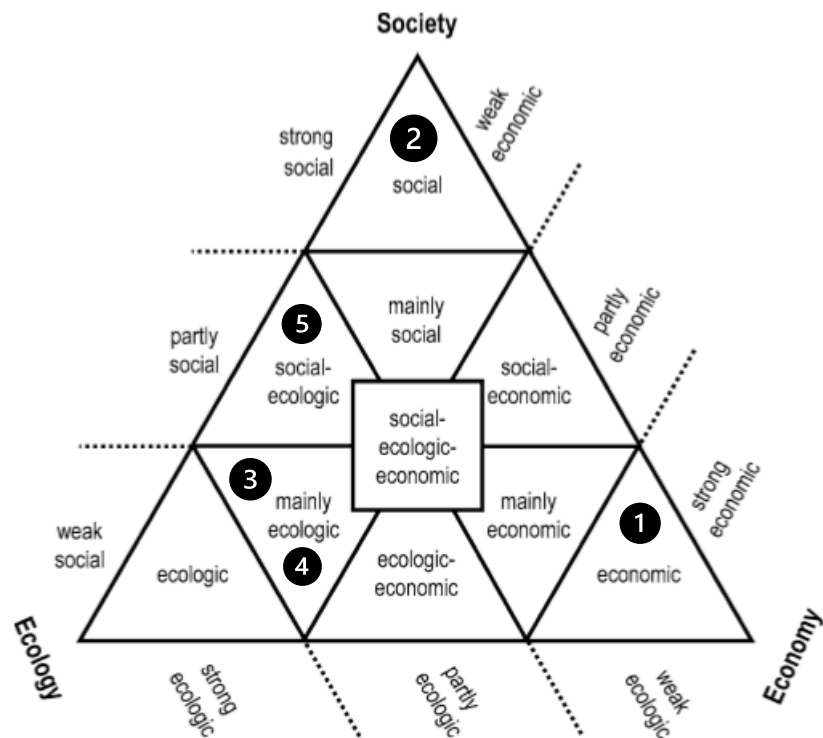 Society
strong
social
weak
economic
2
social
partly
social
mainly
social
partly
economic
5
social-
ecologic
social-
economic
social-
ecologic-
economic
weak
social
3
mainly
ecologic
4
mainly
economic
1
economic
strong
economic
ecologic
ecologic-
economic
Ecology
strong
ecologic
partly
ecologic
weak
ecologic
Economy